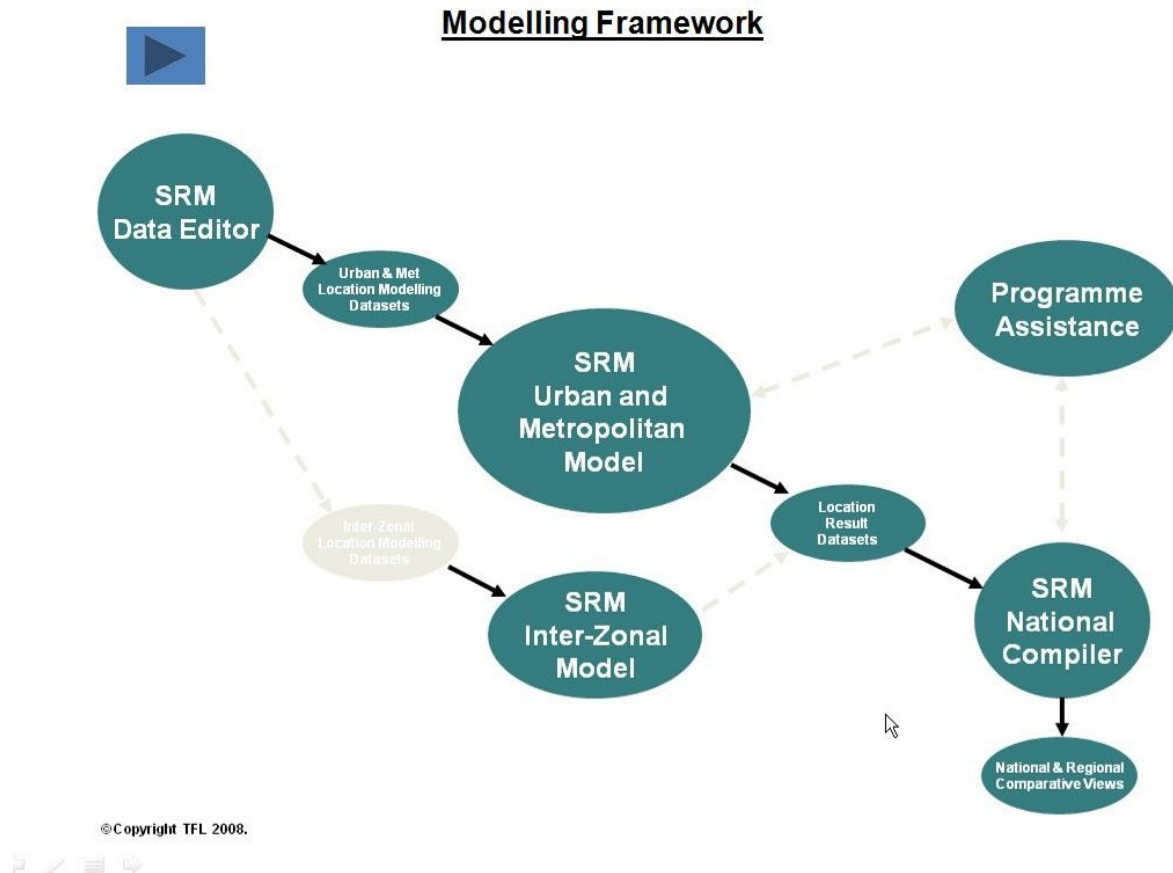 Modelling Framework
SRM
Data Editor
Urban & Met
Location Modelling
Datasets
Programme
Assistance
SRM
Urban and
Metropolitan
Model
Location
Result
Datasets
Inter-Zonal
Location Modelling
Datasets
SRM
Inter-Zonal
Model
SRM
National
Compiler
National & Regional
Comparative Views
©Copyright TFL 2008.